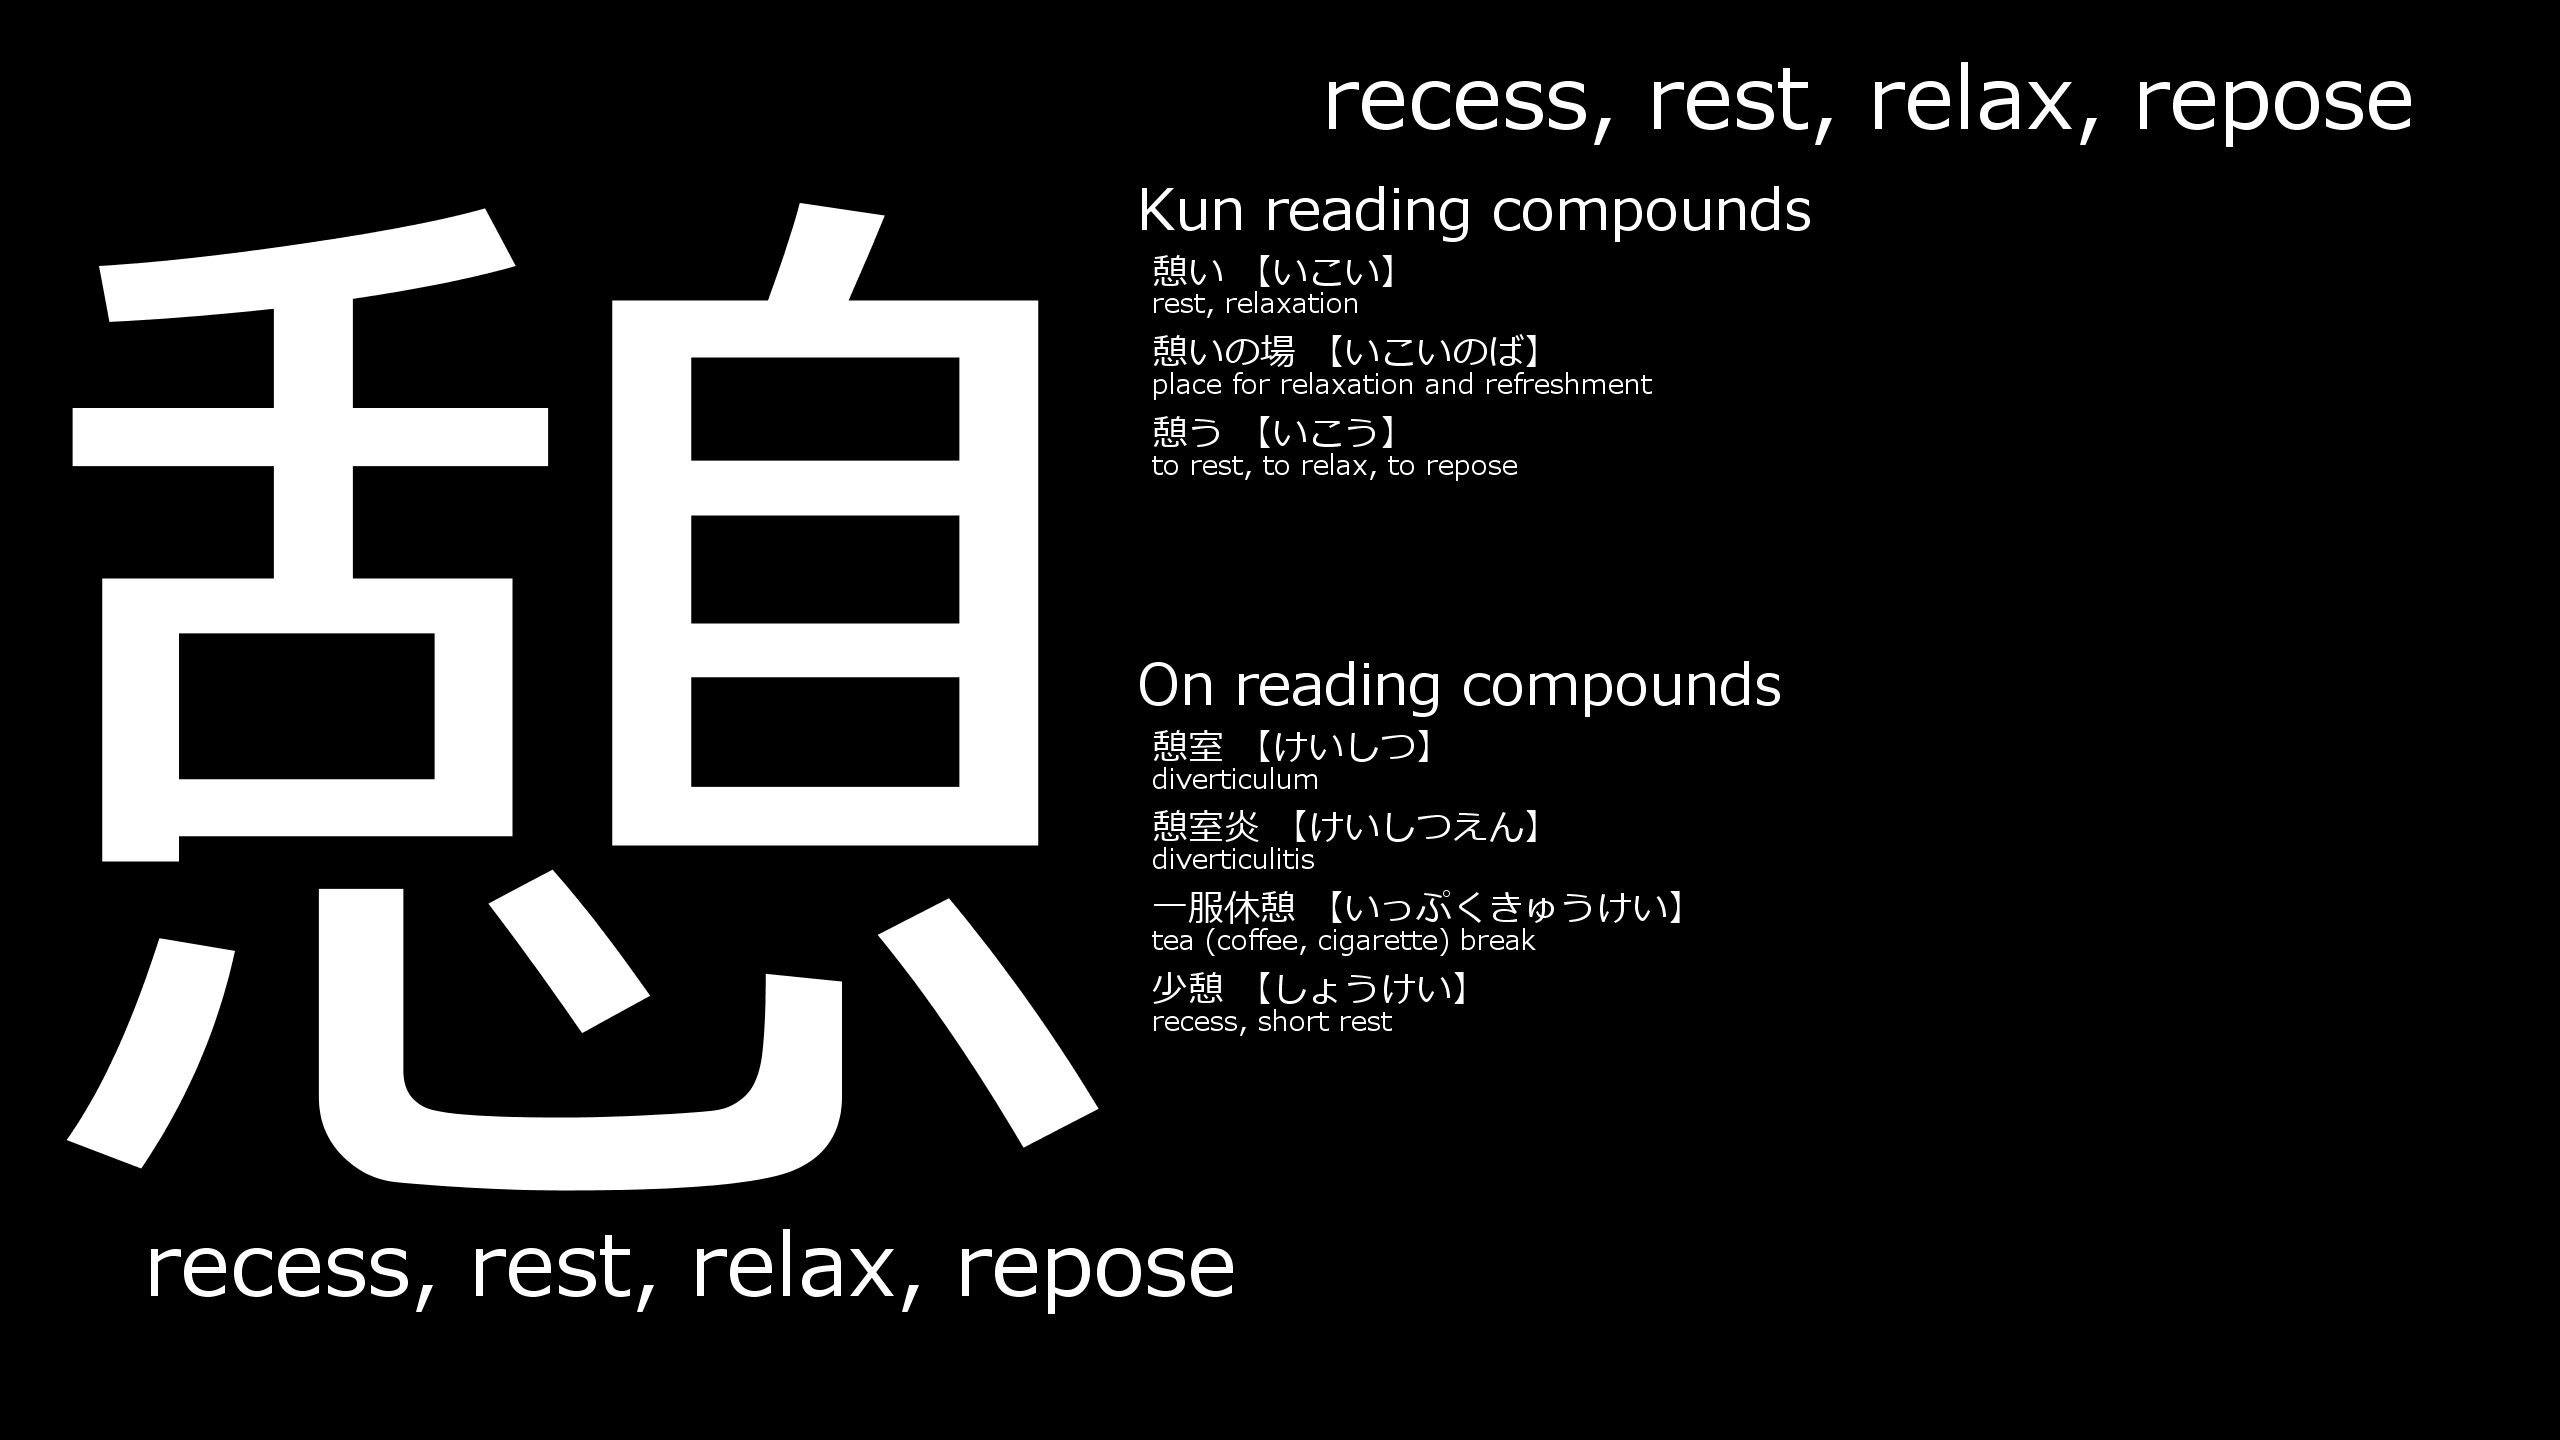 憩
recess, rest, relax, repose
recess, rest, relax, repose
Kun reading compounds
憩い 【いこい】
rest, relaxation
憩いの場 【いこいのば】
place for relaxation and refreshment
憩う 【いこう】
to rest, to relax, to repose
On reading compounds
憩室 【けいしつ】
diverticulum
憩室炎 【けいしつえん】
diverticulitis
一服休憩 【いっぷくきゅうけい】
tea (coffee, cigarette) break
少憩 【しょうけい】
recess, short rest